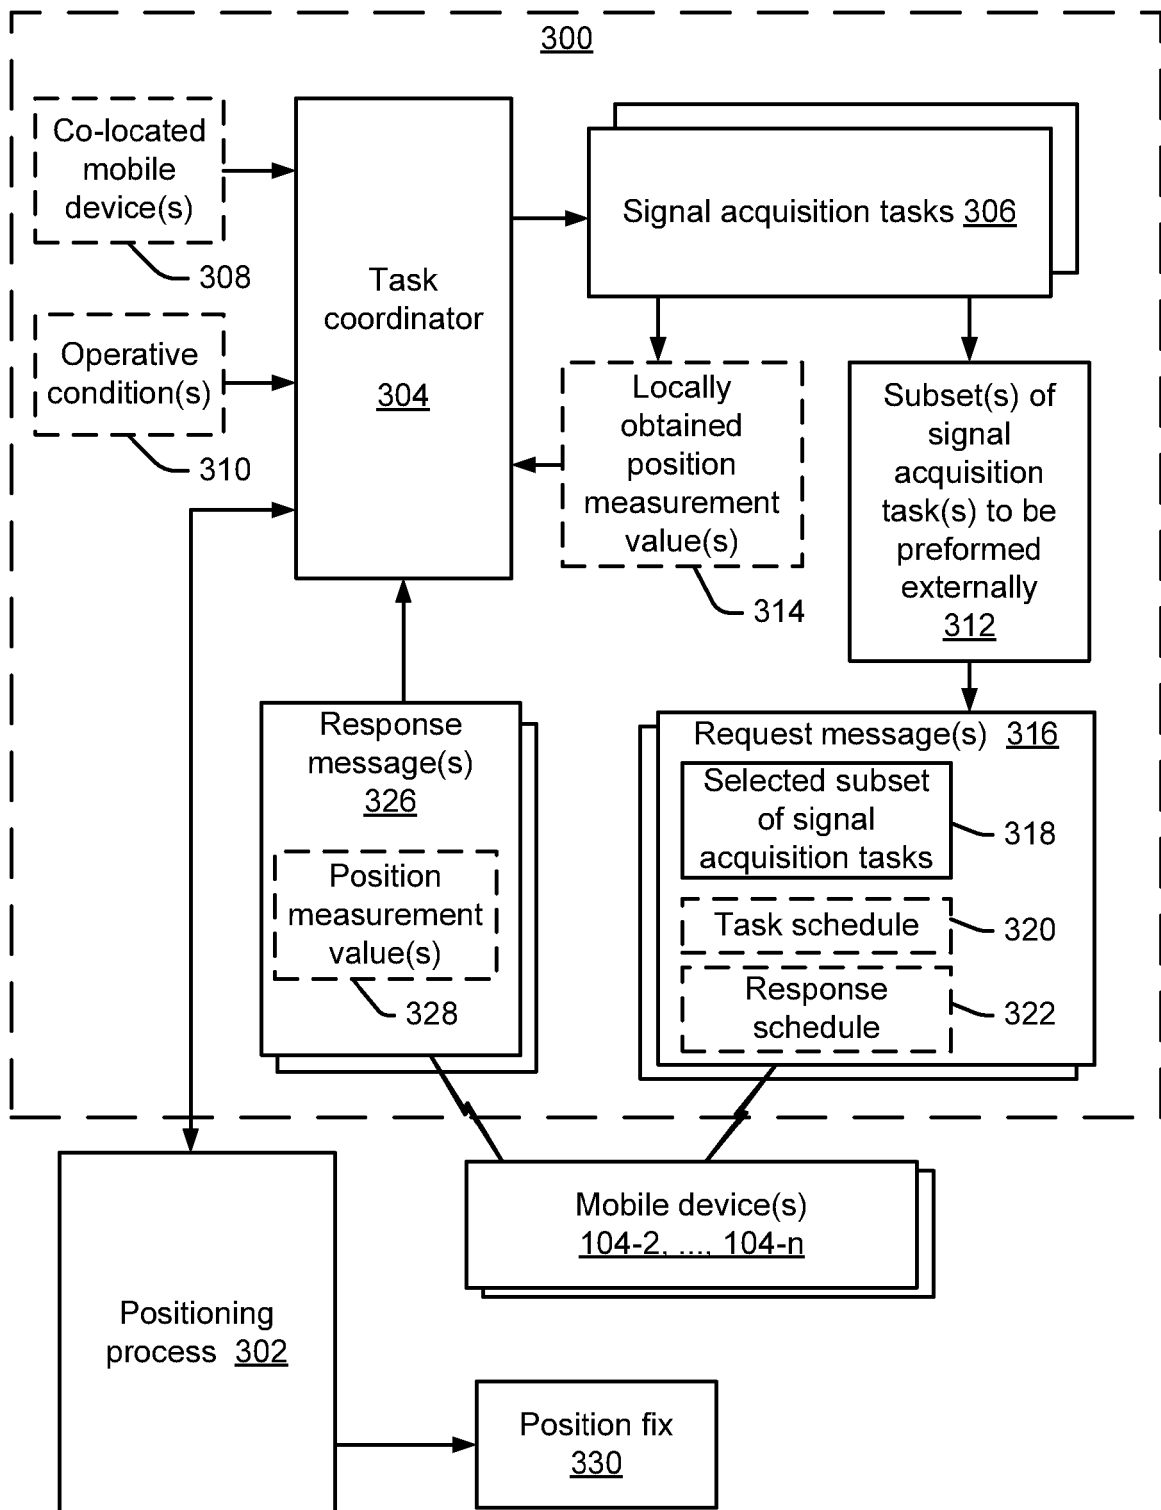 300
Co-located
mobile
device(s)
308
Operative
condition(s)
310
Task
coordinator
304
Signal acquisition tasks 306
Locally
obtained
position
measurement
value(s)
314
Subset(s) of
signal
acquisition
task(s) to be
preformed
externally
312
Response
message(s)
326
Position
measurement
value(s)
328
Request message(s) 316
Selected subset
of signal
acquisition tasks
318
Task schedule
320
Response
schedule
322
Mobile device(s)
104-2, ..., 104-n
Positioning
process 302
Position fix
330